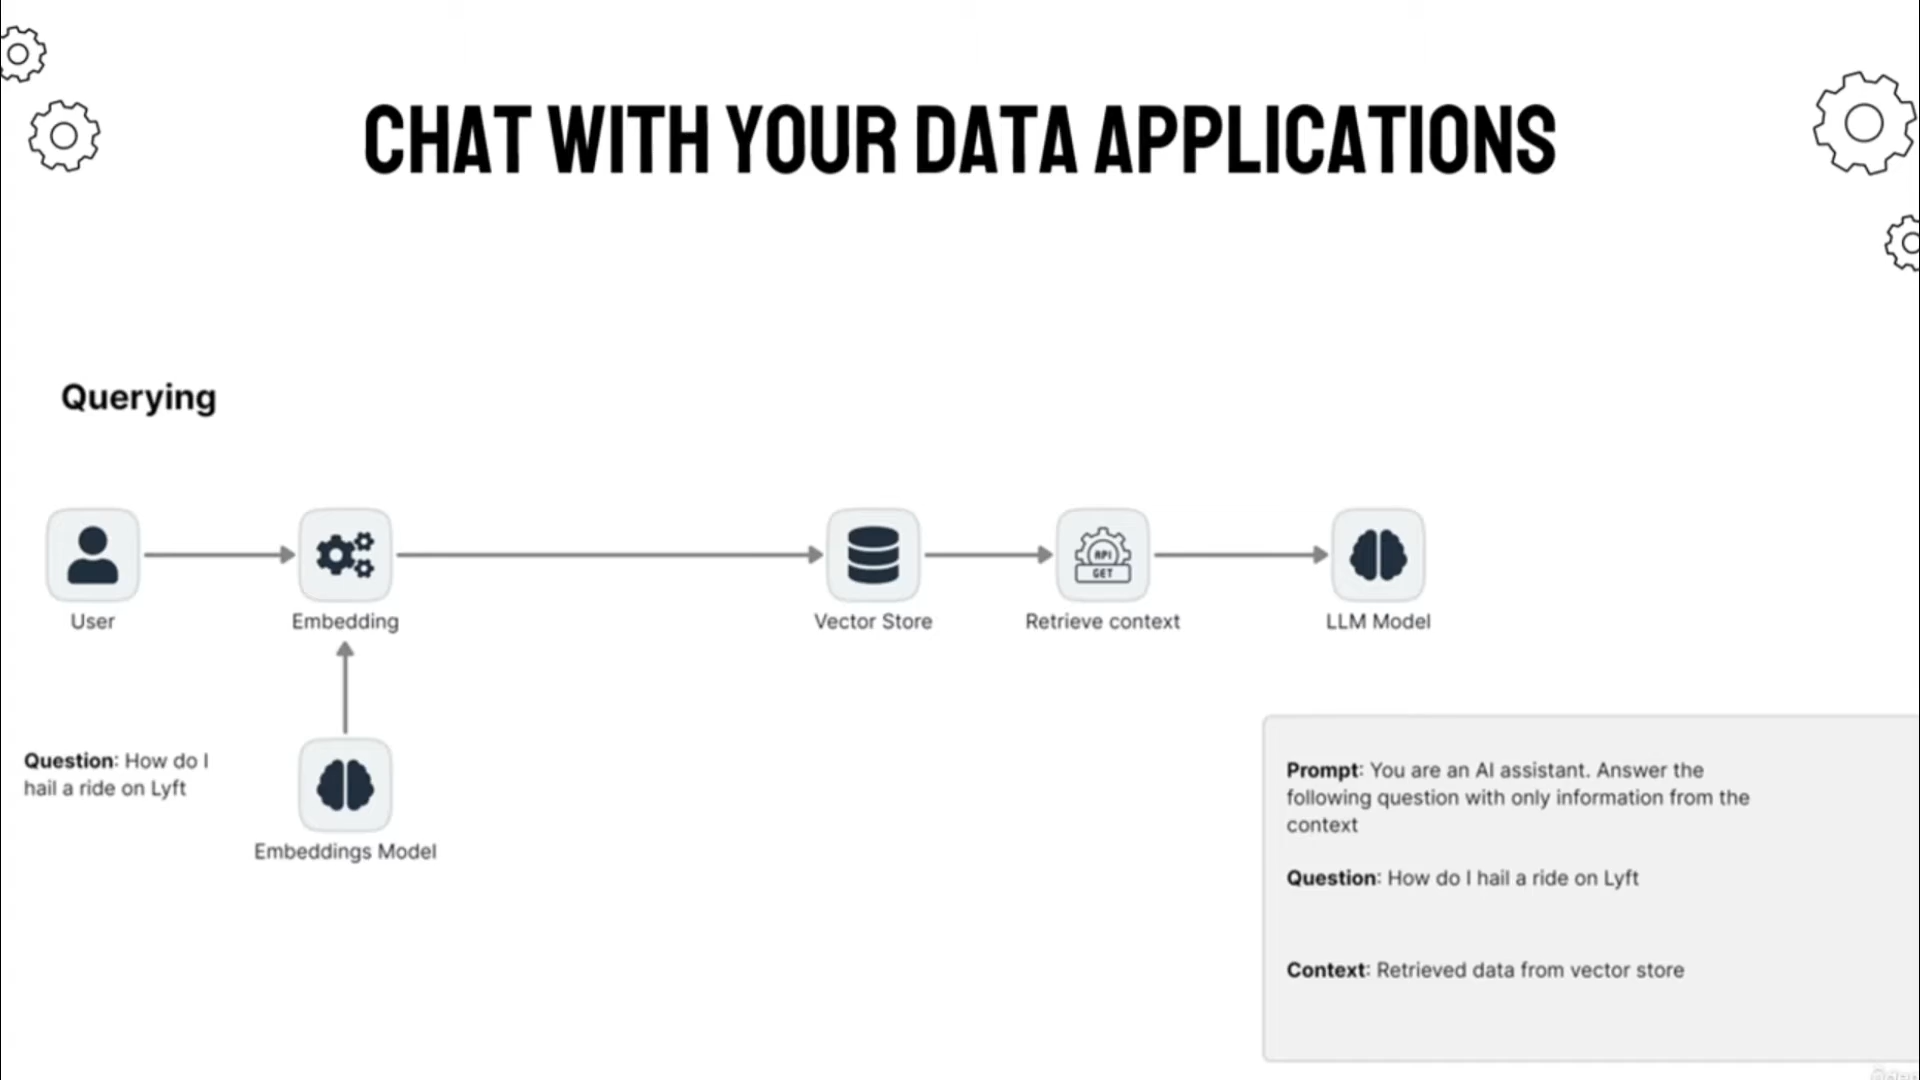 CHAT WITH YOUR DATA APPLICATIONS
Querying
API
GET
User
Embedding
Vector Store
Retrieve context
LLM Model
Question: How do I
hail a ride on Lyft
Embeddings Model
Prompt: You are an AI assistant. Answer the
following question with only information from the
context
Question: How do I hail a ride on Lyft
Context: Retrieved data from vector store